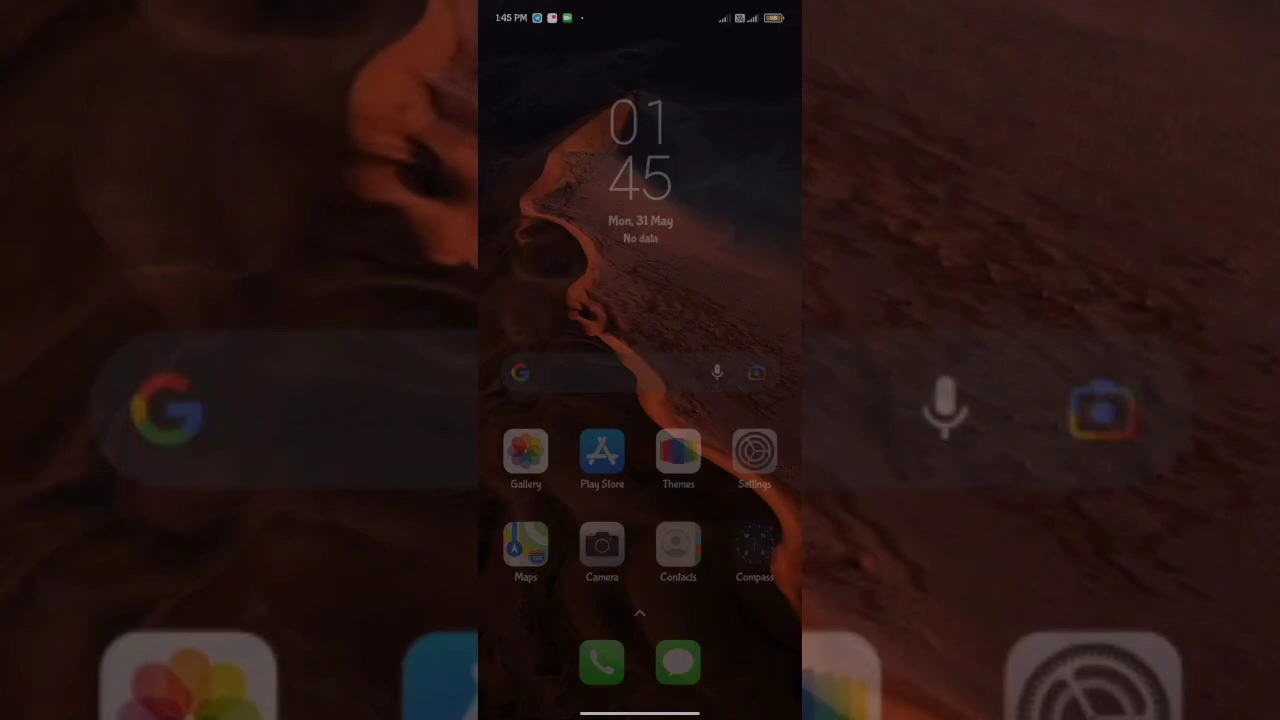 1:45 PM
01
45
Mon, 31 May
No data
Gallery
Play Store
Themes
Settings
Maps
Camera
Contacts
Compass